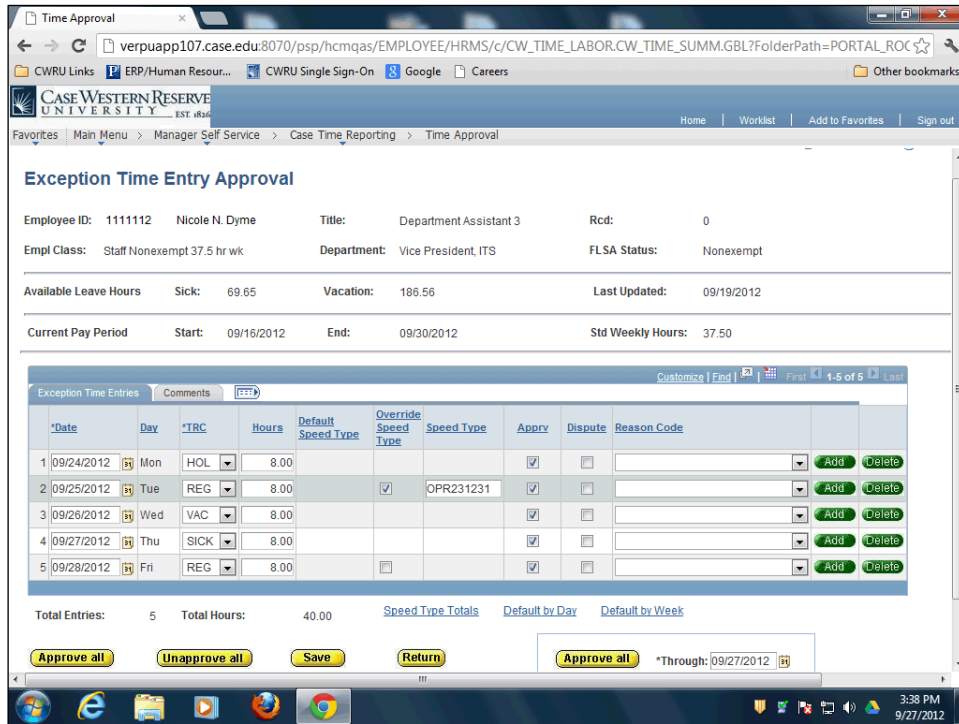 Time Approval
verpuapp107.case.edu:8070/psp/hcmqas/EMPLOYEE/HRMS/c/CW_TIME_LABOR.CW_TIME_SUMM.GBL?FolderPath=PORTAL_ROC
CWRU Links ERP/Human Resour... CWRU Single Sign-On Google Careers Other bookmarks
CASE WESTERN RESERVE
UNIVERSITY EST. 1826
Home | Worklist | Add to Favorites | Sign out
Favorites Main Menu > Manager Self Service > Case Time Reporting > Time Approval
Exception Time Entry Approval
Employee ID: 1111112 Nicole N. Dyme Title: Department Assistant 3 Rcd: 0
Empl Class: Staff Nonexempt 37.5 hr wk Department: Vice President, ITS FLSA Status: Nonexempt
Available Leave Hours Sick: 69.65 Vacation: 186.56 Last Updated: 09/19/2012
Current Pay Period Start: 09/16/2012 End: 09/30/2012 Std Weekly Hours: 37.50
Customize | Find | First 1-5 of 5 Last
Exception Time Entries Comments
*Date Day *TRC Hours Default Speed Type Override Speed Type Speed Type Apprv Dispute Reason Code
1 09/24/2012 31 Mon HOL 8.00 Add Delete
2 09/25/2012 31 Tue REG 8.00 OPR231231 Add Delete
3 09/26/2012 31 Wed VAC 8.00 Add Delete
4 09/27/2012 31 Thu SICK 8.00 Add Delete
5 09/28/2012 31 Fri REG 8.00 Add Delete
Total Entries: 5 Total Hours: 40.00 Speed Type Totals Default by Day Default by Week
Approve all Unapprove all Save Return Approve all *Through: 09/27/2012 31
3:38 PM
9/27/2012